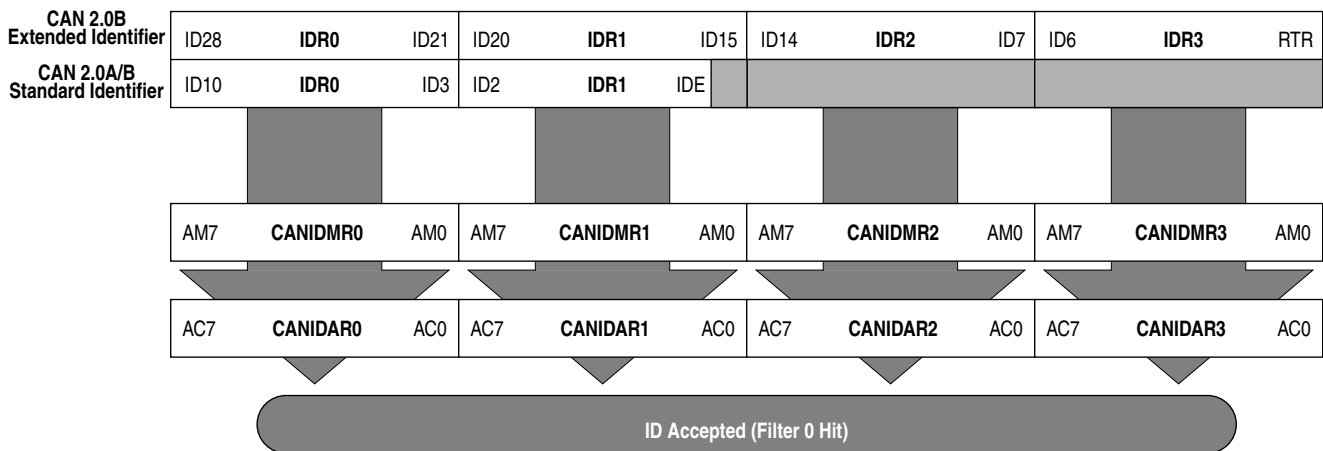 CAN 2.0B
Extended Identifier
ID28 IDR0 ID21 ID20 IDR1 ID15 ID14 IDR2 ID7 ID6 IDR3 RTR
CAN 2.0A/B
Standard Identifier
ID10 IDR0 ID3 ID2 IDR1 IDE
AM7 CANIDMR0 AM0 AM7 CANIDMR1 AM0 AM7 CANIDMR2 AM0 AM7 CANIDMR3 AM0
AC7 CANIDAR0 AC0 AC7 CANIDAR1 AC0 AC7 CANIDAR2 AC0 AC7 CANIDAR3 AC0
ID Accepted (Filter 0 Hit)